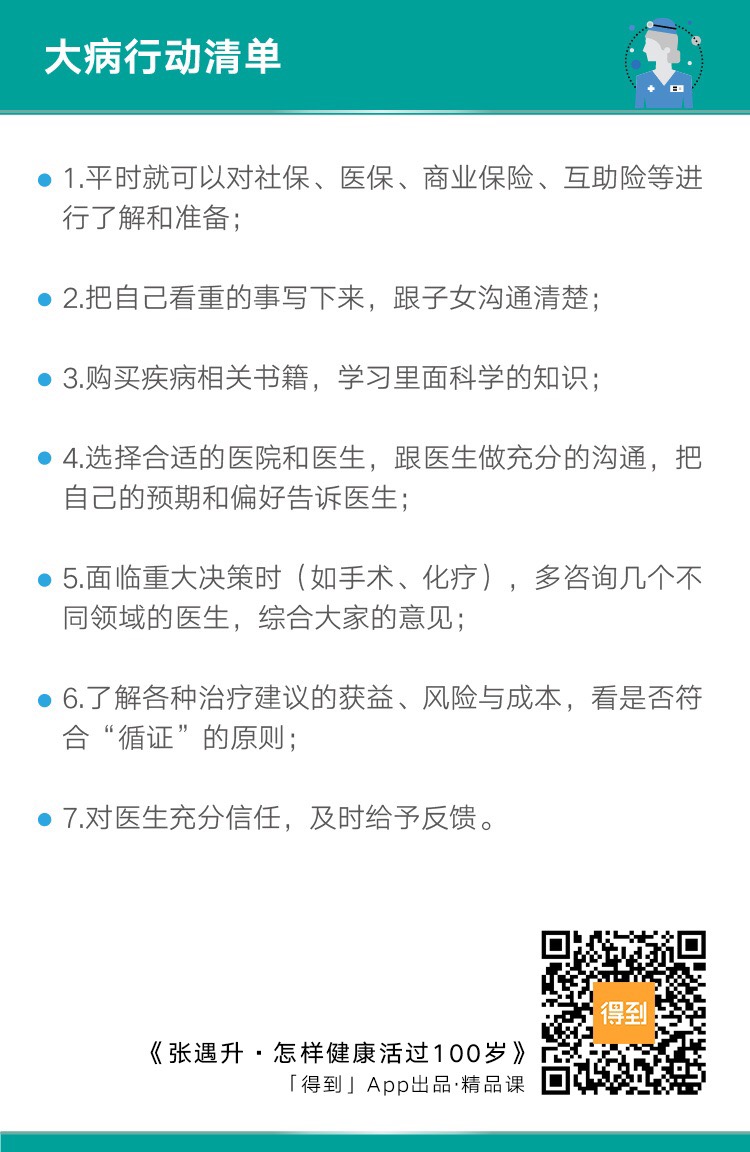 大病行动清单
1.平时就可以对社保、医保、商业保险、互助险等进
行了解和准备；
2.把自己看重的事写下来，跟子女沟通清楚；
3.购买疾病相关书籍，学习里面科学的知识；
4.选择合适的医院和医生，跟医生做充分的沟通，把
自己的预期和偏好告诉医生；
5.面临重大决策时（如手术、化疗），多咨询几个不
同领域的医生，综合大家的意见；
6.了解各种治疗建议的获益、风险与成本，看是否符
合“循证”的原则；
7.对医生充分信任，及时给予反馈。
得到
《张遇升·怎样健康活过100岁》
「得到」App出品·精品课